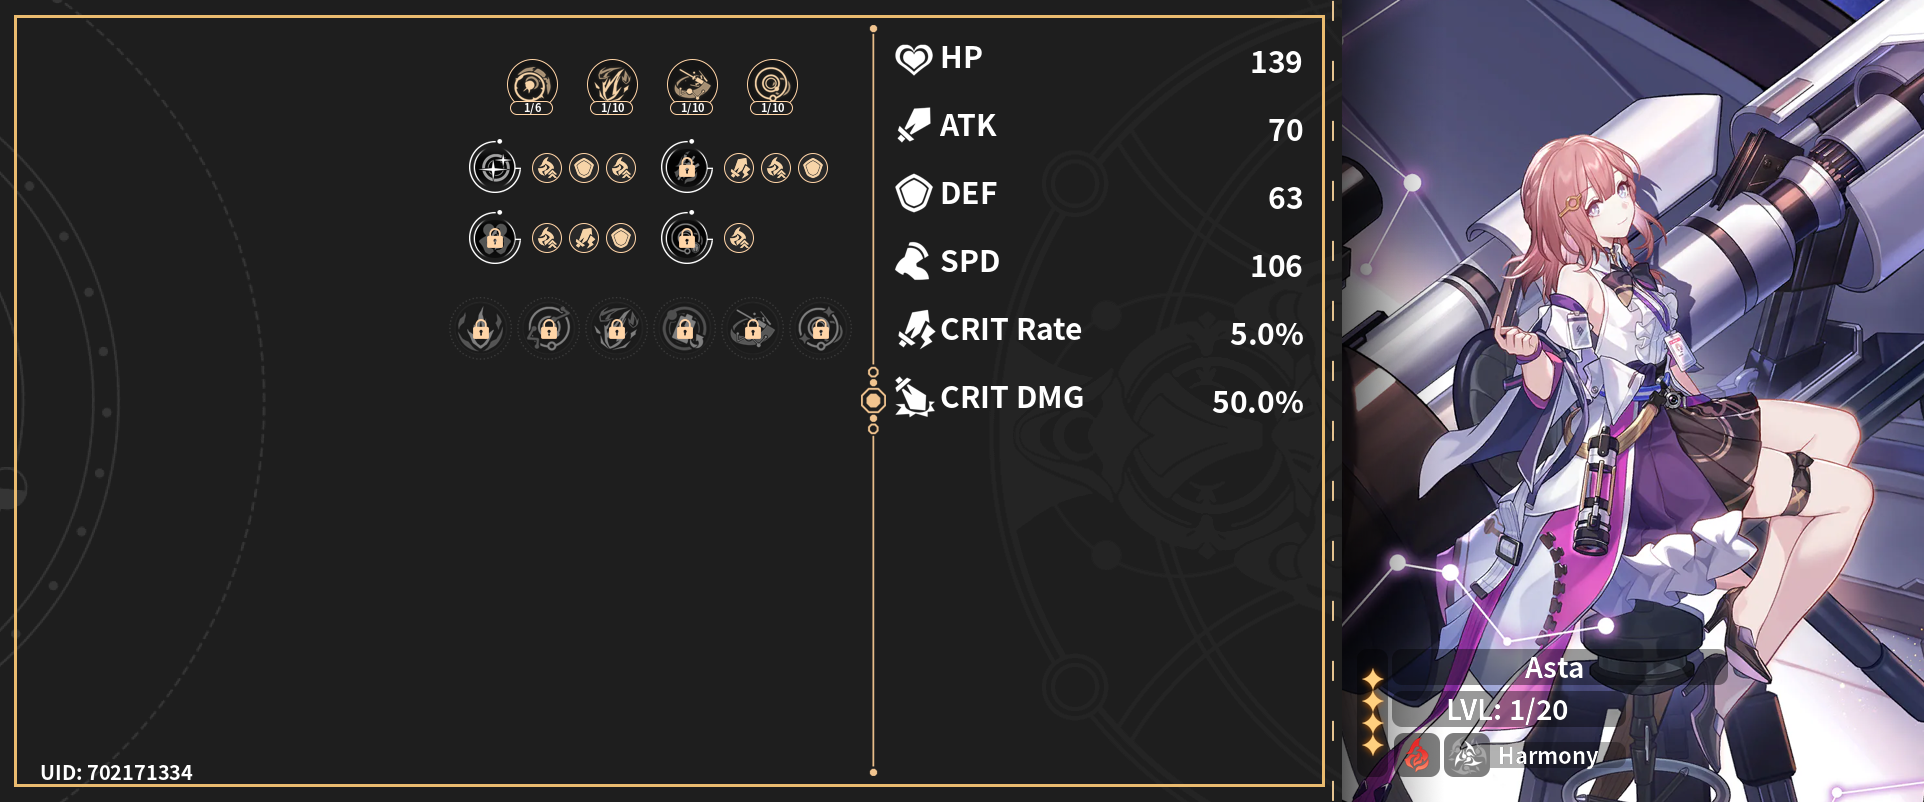 1/6 1/10 1/10 1/10
HP 139
ATK 70
DEF 63
SPD 106
CRIT Rate 5.0%
CRIT DMG 50.0%
UID: 702171334
Asta
LVL: 1/20
Harmony